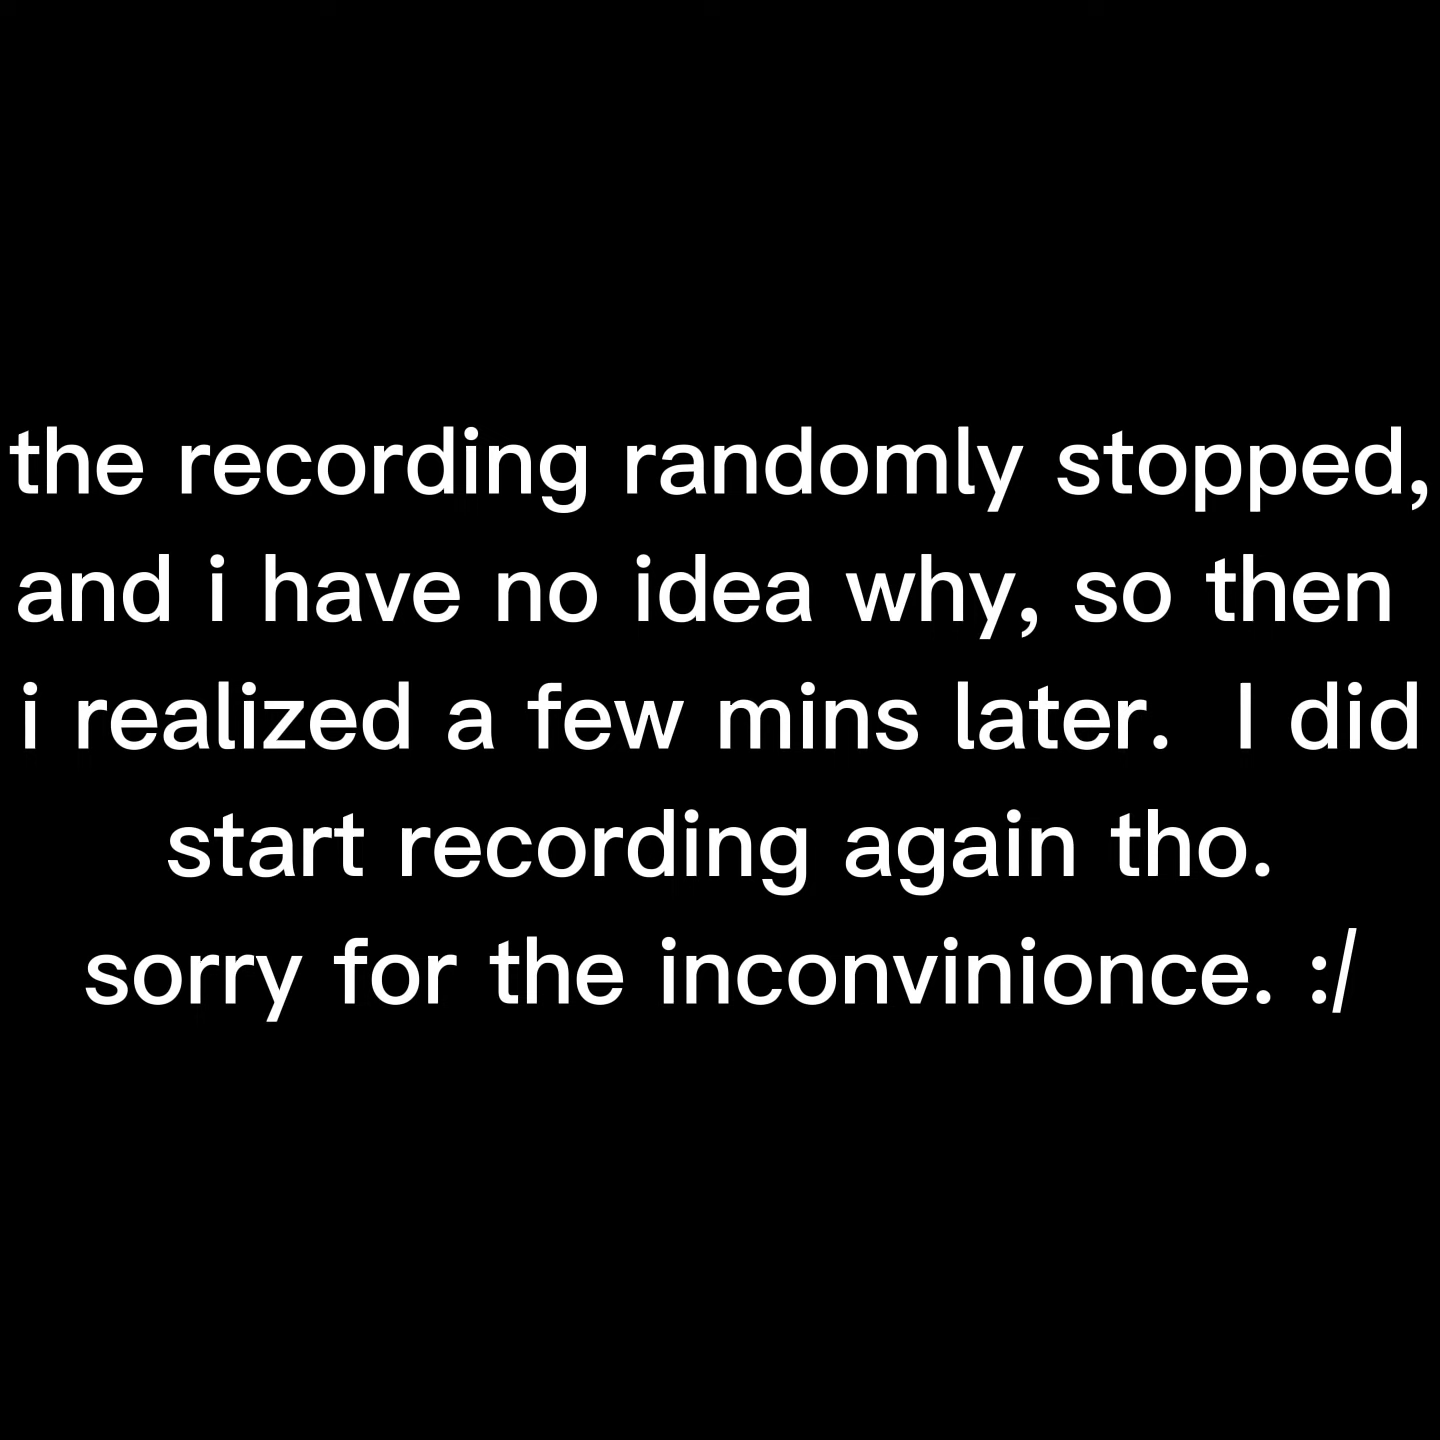 the recording randomly stopped,
and i have no idea why, so then
i realized a few mins later.  I did
start recording again tho.
sorry for the inconvinionce. :/